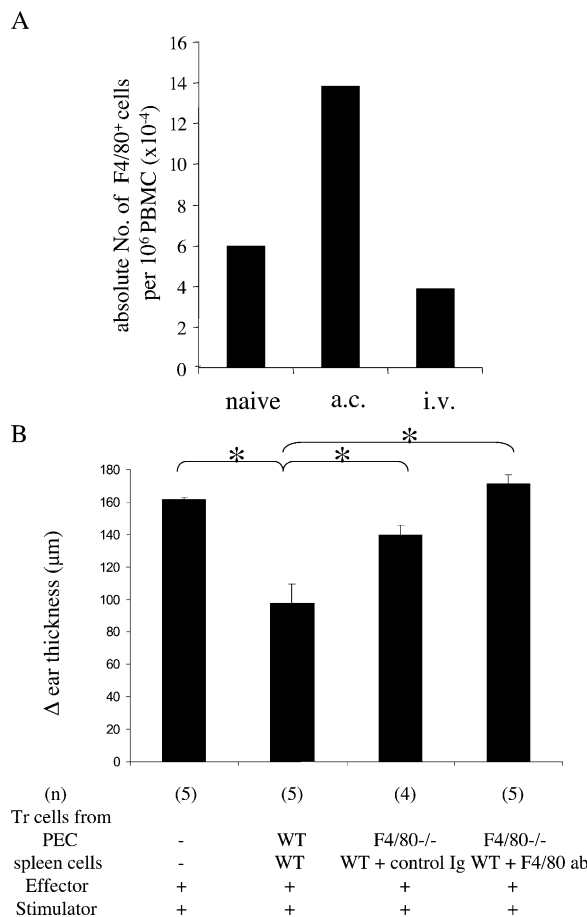 A
absolute No. of F4/80+ cells
per 10⁶ PBMC (x10⁻⁴)
16
14
12
10
8
6
4
2
0
naive a.c. i.v.
B
* * *
Δ ear thickness (μm)
180
160
140
120
100
80
60
40
20
0
(n) (5) (5) (4) (5)
Tr cells from
PEC - WT F4/80-/- F4/80-/-
spleen cells - WT WT + control Ig WT + F4/80 ab
Effector + + + +
Stimulator + + + +